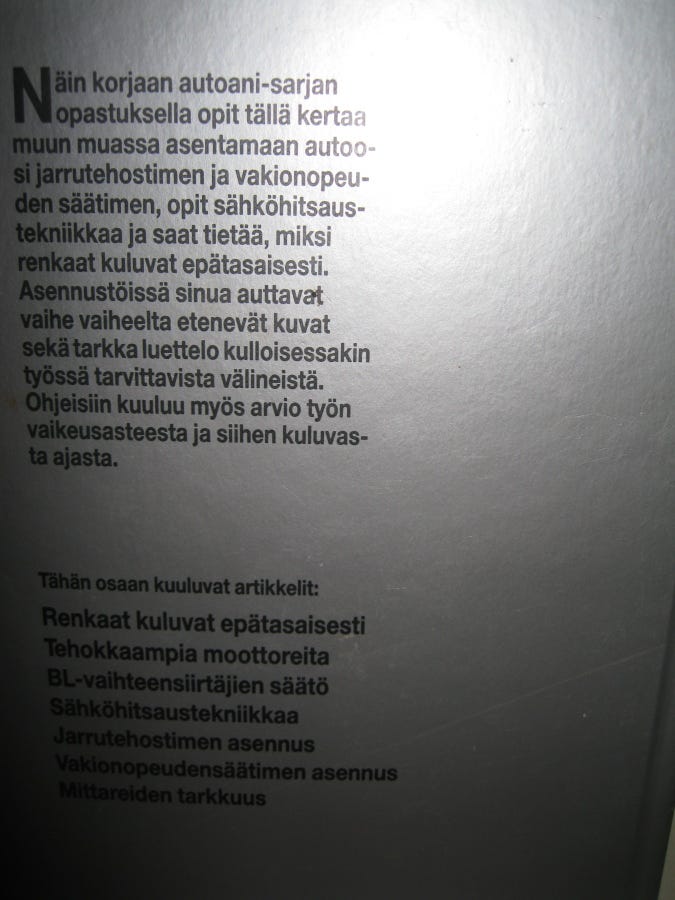 Näin korjaan autoani-sarjan
opastuksella opit tällä kertaa
muun muassa asentamaan autoo-
si jarrutehostimen ja vakionopeu-
den säätimen, opit sähköhitsaus-
tekniikkaa ja saat tietää, miksi
renkaat kuluvat epätasaisesti.
Asennustöissä sinua auttavat
vaihe vaiheelta etenevät kuvat
sekä tarkka luettelo kulloisessakin
työssä tarvittavista välineistä.
Ohjeisiin kuuluu myös arvio työn
vaikeusasteesta ja siihen kuluvas-
ta ajasta.
Tähän osaan kuuluvat artikkelit:
Renkaat kuluvat epätasaisesti
Tehokkaampia moottoreita
BL-vaihteensiirtäjien säätö
Sähköhitsaustekniikkaa
Jarrutehostimen asennus
Vakionopeudensäätimen asennus
Mittareiden tarkkuus